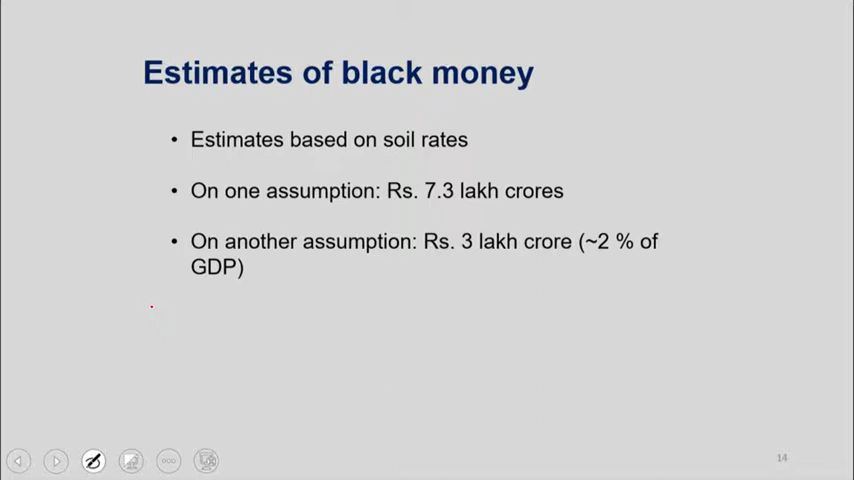 Estimates of black money
• Estimates based on soil rates
• On one assumption: Rs. 7.3 lakh crores
• On another assumption: Rs. 3 lakh crore (~2 % of
GDP)
14